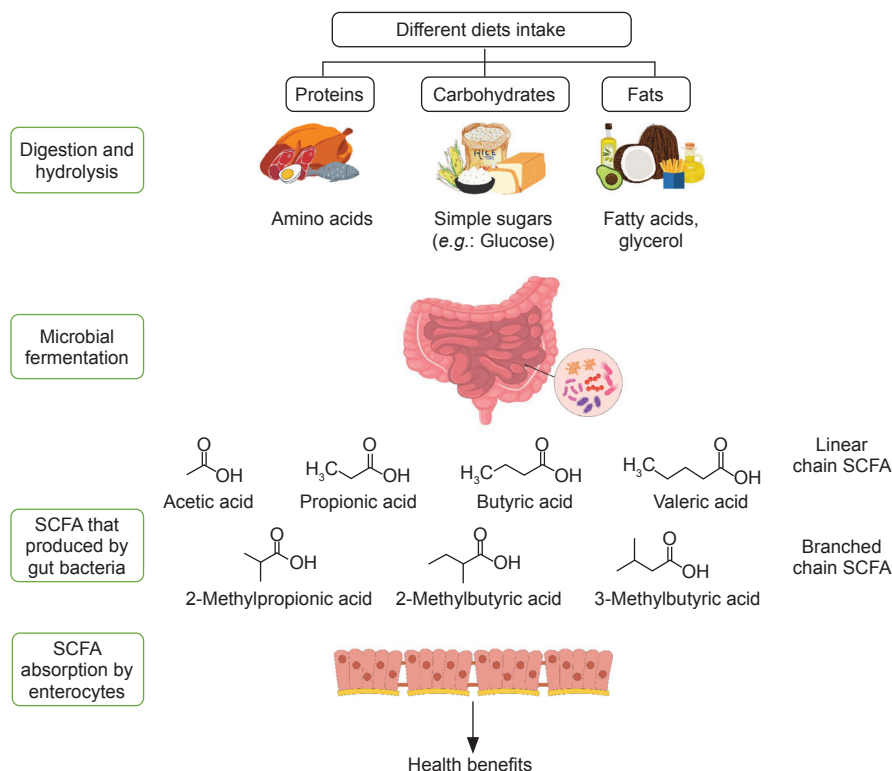 Different diets intake
Proteins
Carbohydrates
Fats
Digestion and
hydrolysis
RICE
Amino acids
Simple sugars
(e.g.: Glucose)
Fatty acids,
glycerol
Microbial
fermentation
O
OH
Acetic acid
H₃C
O
OH
Propionic acid
H₃C
O
OH
Butyric acid
H₃C
O
OH
Valeric acid
Linear
chain SCFA
SCFA that
produced by
gut bacteria
O
OH
2-Methylpropionic acid
O
OH
2-Methylbutyric acid
O
OH
3-Methylbutyric acid
Branched
chain SCFA
SCFA
absorption by
enterocytes
Health benefits